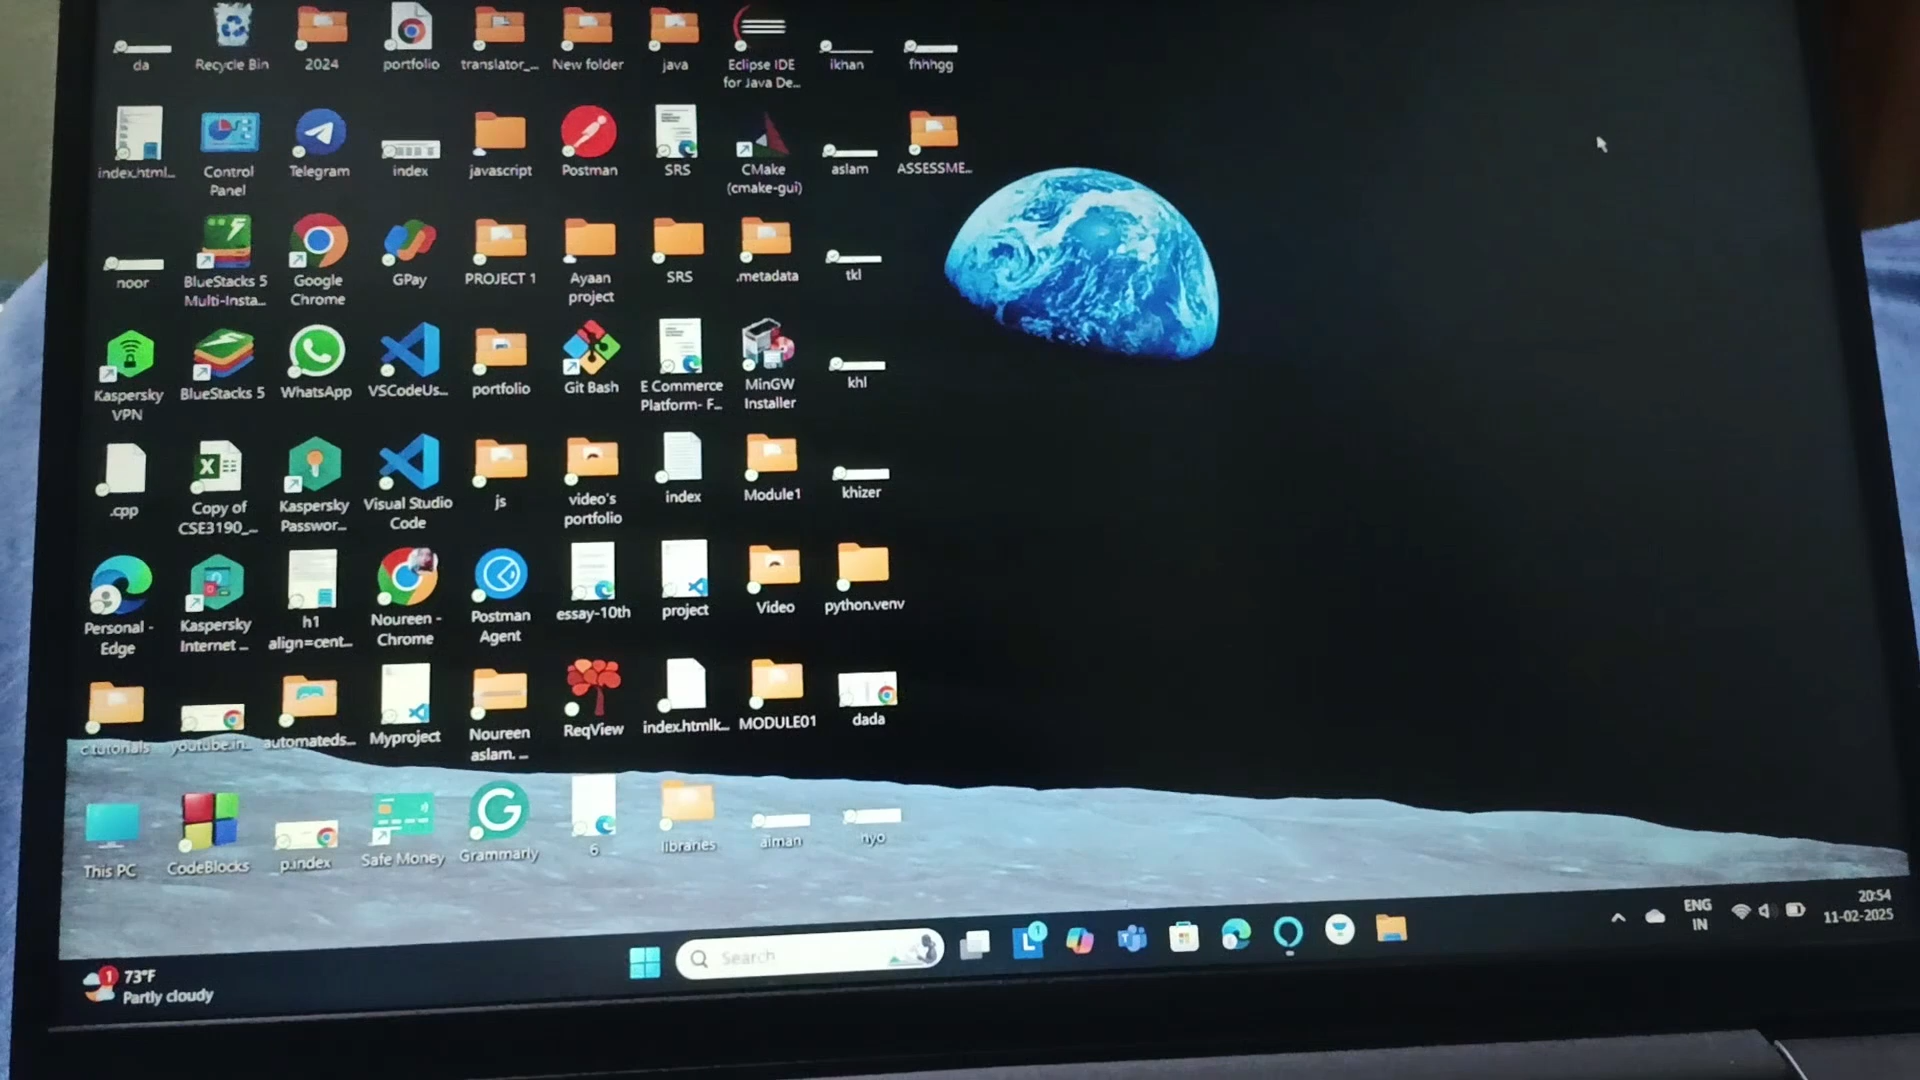 da
Recycle Bin
2024
portfolio
translator_...
New folder
java
Eclipse IDE
for Java De...
ikhan
fhhhgg
index.html...
Control
Panel
Telegram
index
javascript
Postman
SRS
CMake
(cmake-gui)
aslam
ASSESSME...
noor
BlueStacks 5
Multi-Insta...
Google
Chrome
GPay
PROJECT 1
Ayaan
project
SRS
.metadata
tkl
Kaspersky
VPN
BlueStacks 5
WhatsApp
VSCodeUs...
portfolio
Git Bash
E Commerce
Platform- F...
MinGW
Installer
khl
.cpp
Copy of
CSE3190_...
Kaspersky
Passwor...
Visual Studio
Code
js
video's
portfolio
index
Module1
khizer
Personal -
Edge
Kaspersky
Internet ...
h1
align=cent...
Noureen -
Chrome
Postman
Agent
essay-10th
project
Video
python.venv
c tutorials
youtube.in...
automateds...
Myproject
Noureen
aslam. ...
ReqView
index.htmlk...
MODULE01
dada
This PC
CodeBlocks
p.index
Safe Money
Grammarly
6
libraries
aiman
nyo
1
73°F
Partly cloudy
Search
1
ENG
IN
20:54
11-02-2025